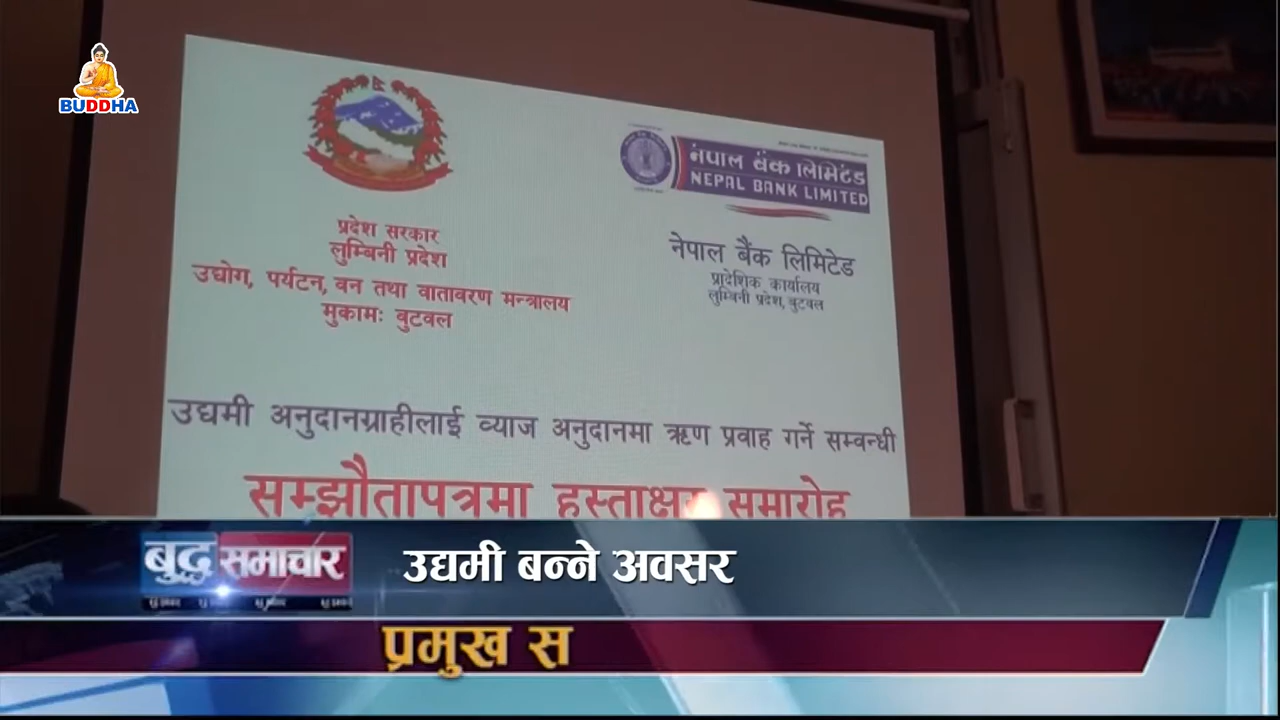 BUDDHA
नेपाल बैंक लिमिटेड
NEPAL BANK LIMITED
प्रदेश सरकार
लुम्बिनी प्रदेश
उद्योग, पर्यटन, वन तथा वातावरण मन्त्रालय
मुकामः बुटवल
नेपाल बैंक लिमिटेड
प्रादेशिक कार्यालय
लुम्बिनी प्रदेश, बुटवल
उद्यमी अनुदानग्राहीलाई व्याज अनुदानमा ऋण प्रवाह गर्ने सम्वन्धी
सम्झौतापत्रमा हस्ताक्षर समारोह
बुद्ध समाचार
उद्यमी बन्ने अवसर
प्रमुख स